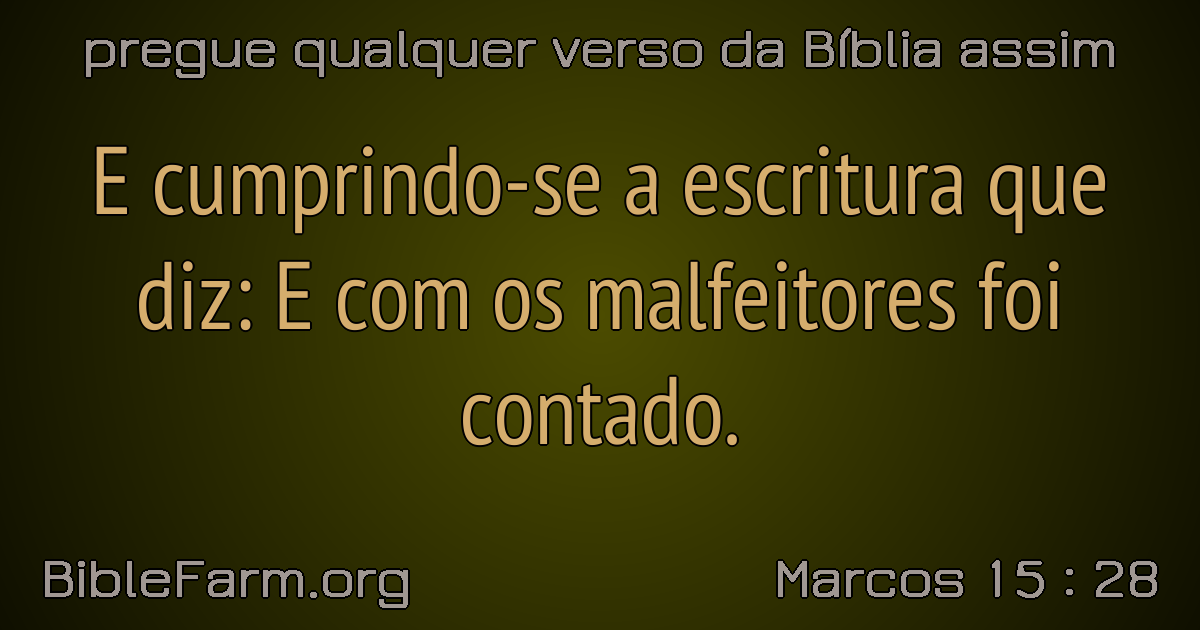 pregue qualquer verso da Bíblia assim
E cumprindo-se a escritura que
diz: E com os malfeitores foi
contado.
BibleFarm.org
Marcos 15 : 28